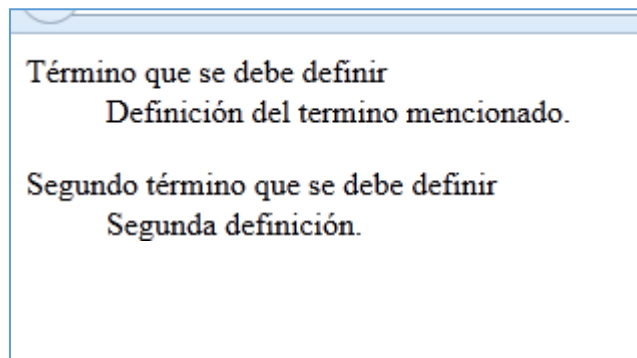 Término que se debe definir
Definición del termino mencionado.
Segundo término que se debe definir
Segunda definición.